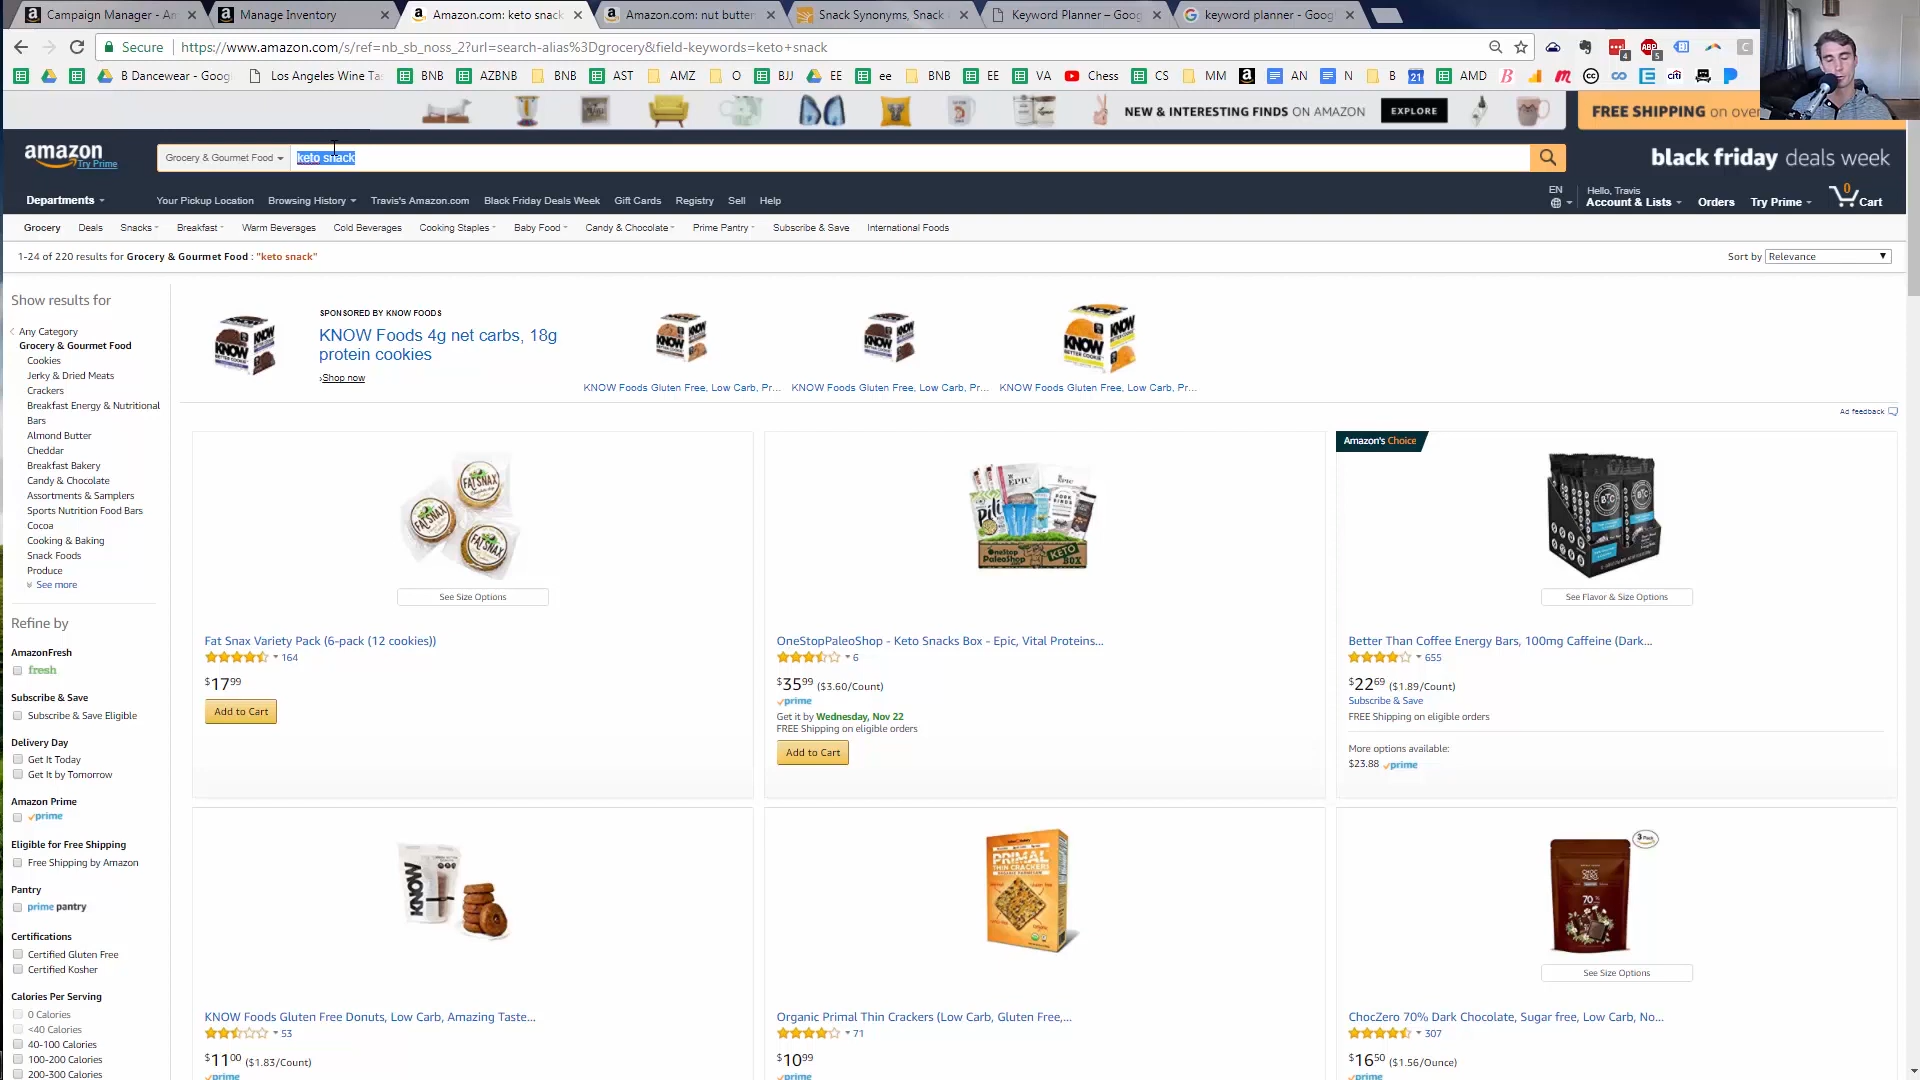 Campaign Manager - Am
Manage Inventory
Amazon.com: keto snack
Amazon.com: nut butter
Snack Synonyms, Snack
Keyword Planner – Goog
keyword planner - Googl
Secure
https://www.amazon.com/s/ref=nb_sb_noss_2?url=search-alias%3Dgrocery&field-keywords=keto+snack
B Dancewear - Goog
Los Angeles Wine Ta
BNB
AZBNB
BNB
AST
AMZ
O
BJJ
EE
ee
BNB
EE
VA
Chess
CS
MM
AN
N
B
AMD
NEW & INTERESTING FINDS ON AMAZON
EXPLORE
FREE SHIPPING on over
amazon
Try Prime
Grocery & Gourmet Food
keto snack
black friday deals week
Departments
Your Pickup Location
Browsing History
Travis's Amazon.com
Black Friday Deals Week
Gift Cards
Registry
Sell
Help
EN
Hello, Travis
Account & Lists
Orders
Try Prime
0
Cart
Grocery
Deals
Snacks
Breakfast
Warm Beverages
Cold Beverages
Cooking Staples
Baby Food
Candy & Chocolate
Prime Pantry
Subscribe & Save
International Foods
1-24 of 220 results for Grocery & Gourmet Food : "keto snack"
Sort by Relevance
Show results for
Any Category
Grocery & Gourmet Food
Cookies
Jerky & Dried Meats
Crackers
Breakfast Energy & Nutritional
Bars
Almond Butter
Cheddar
Breakfast Bakery
Candy & Chocolate
Assortments & Samplers
Sports Nutrition Food Bars
Cocoa
Cooking & Baking
Snack Foods
Produce
See more
Refine by
AmazonFresh
fresh
Subscribe & Save
Subscribe & Save Eligible
Delivery Day
Get It Today
Get It by Tomorrow
Amazon Prime
prime
Eligible for Free Shipping
Free Shipping by Amazon
Pantry
prime pantry
Certifications
Certified Gluten Free
Certified Kosher
Calories Per Serving
0 Calories
<40 Calories
40-100 Calories
100-200 Calories
200-300 Calories
SPONSORED BY KNOW FOODS
KNOW Foods 4g net carbs, 18g
protein cookies
Shop now
KNOW Foods Gluten Free, Low Carb, Pr...
KNOW Foods Gluten Free, Low Carb, Pr...
KNOW Foods Gluten Free, Low Carb, Pr...
Ad feedback
See Size Options
Fat Snax Variety Pack (6-pack (12 cookies))
164
$17.99
Add to Cart
OneStopPaleoShop - Keto Snacks Box - Epic, Vital Proteins...
6
$35.99 ($3.60/Count)
prime
Get it by Wednesday, Nov 22
FREE Shipping on eligible orders
Add to Cart
Amazon's Choice
See Flavor & Size Options
Better Than Coffee Energy Bars, 100mg Caffeine (Dark...
655
$22.69 ($1.89/Count)
Subscribe & Save
FREE Shipping on eligible orders
More options available:
$23.88 prime
KNOW Foods Gluten Free Donuts, Low Carb, Amazing Taste...
53
$11.00 ($1.83/Count)
prime
Organic Primal Thin Crackers (Low Carb, Gluten Free,...
71
$10.99
prime
See Size Options
ChocZero 70% Dark Chocolate, Sugar free, Low Carb, No...
307
$16.50 ($1.56/Ounce)
prime